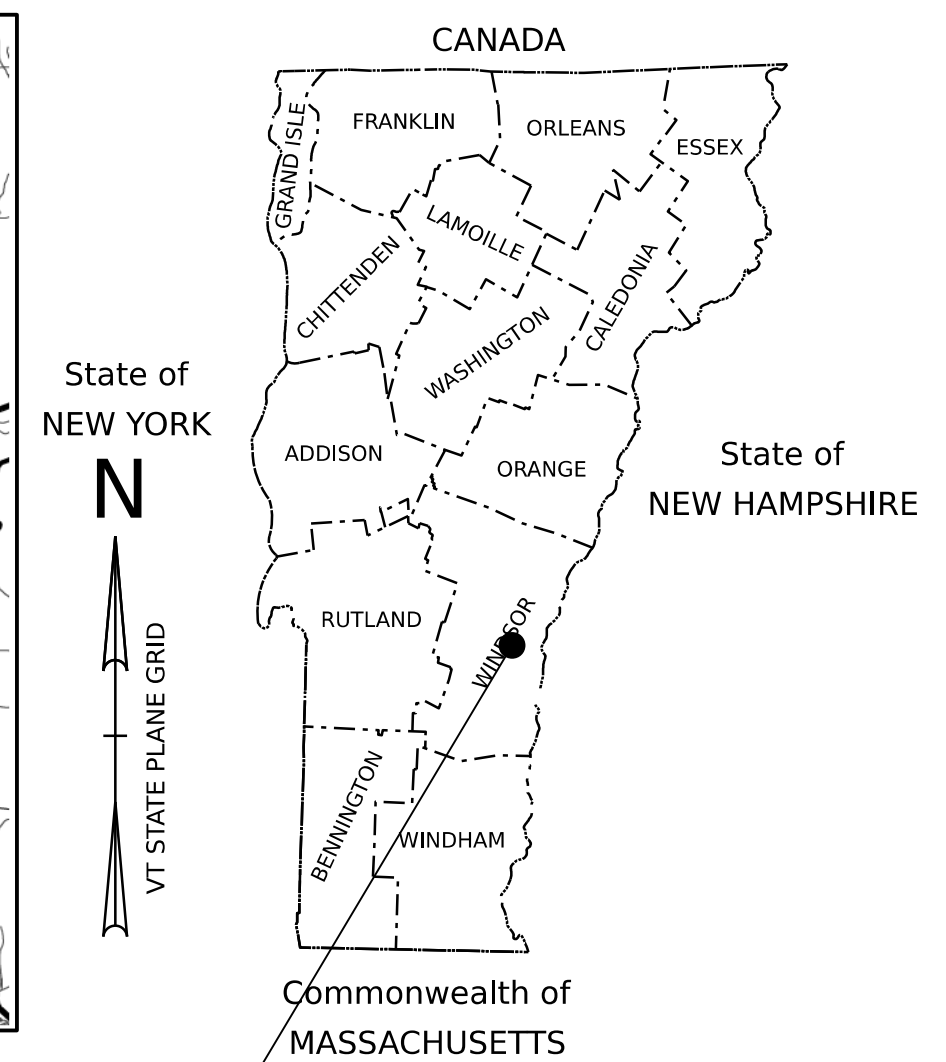 CANADA
GRAND ISLE
FRANKLIN
ORLEANS
ESSEX
LAMOILLE
CHITTENDEN
CALEDONIA
WASHINGTON
State of
NEW YORK
N
ADDISON
ORANGE
State of
NEW HAMPSHIRE
RUTLAND
WINDSOR
VT STATE PLANE GRID
BENNINGTON
WINDHAM
Commonwealth of
MASSACHUSETTS